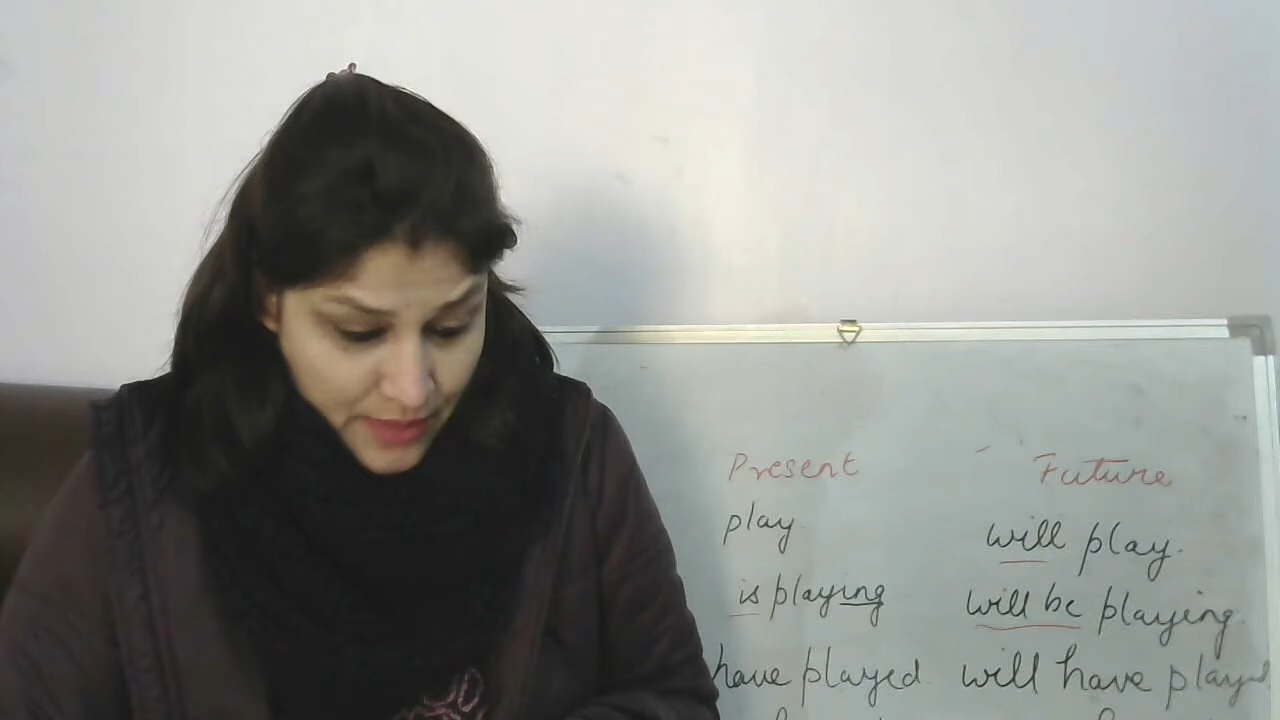 Present Future
play will play.
is playing will be playing.
have played will have played